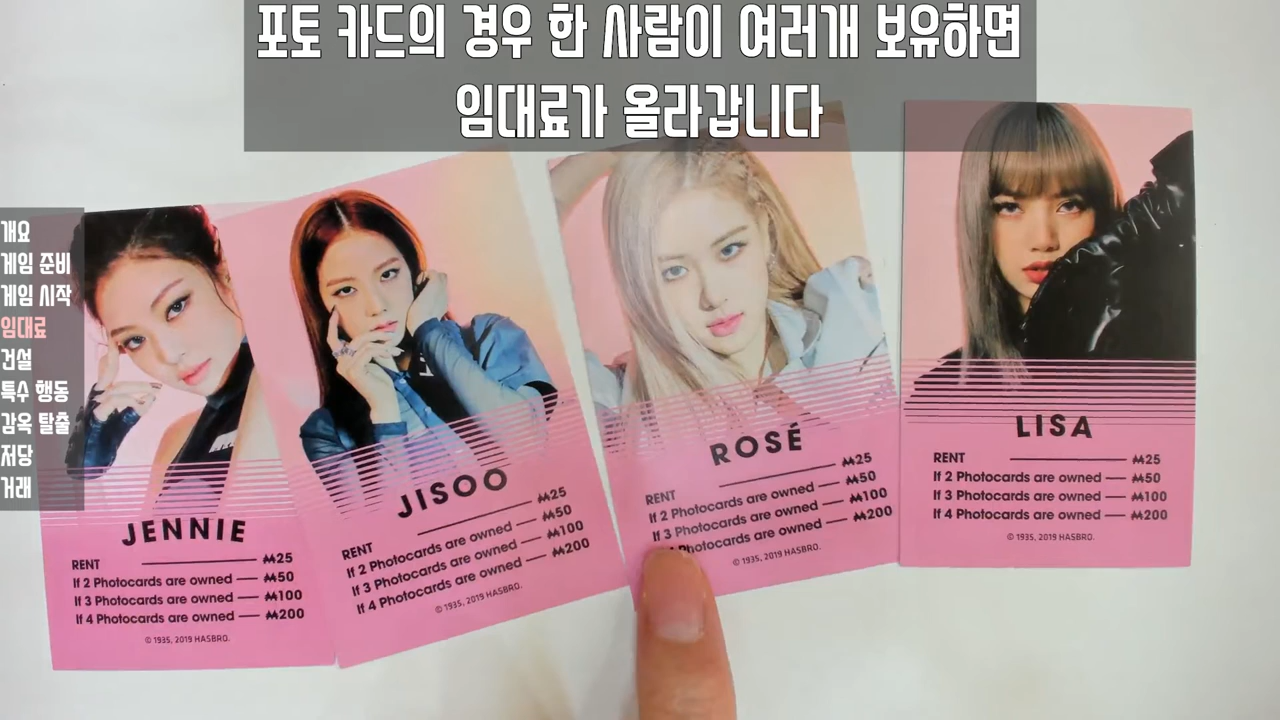 포토 카드의 경우 한 사람이 여러개 보유하면
임대료가 올라갑니다
개요
게임 준비
게임 시작
임대료
건설
특수 행동
감옥 탈출
저당
거래
JENNIE
RENT — ₩25
If 2 Photocards are owned — ₩50
If 3 Photocards are owned — ₩100
If 4 Photocards are owned — ₩200
© 1935, 2019 HASBRO.
JISOO
RENT — ₩25
If 2 Photocards are owned — ₩50
If 3 Photocards are owned — ₩100
If 4 Photocards are owned — ₩200
© 1935, 2019 HASBRO.
ROSÉ
RENT — ₩25
If 2 Photocards are owned — ₩50
If 3 Photocards are owned — ₩100
Photocards are owned — ₩200
© 1935, 2019 HASBRO.
LISA
RENT — ₩25
If 2 Photocards are owned — ₩50
If 3 Photocards are owned — ₩100
If 4 Photocards are owned — ₩200
© 1935, 2019 HASBRO.